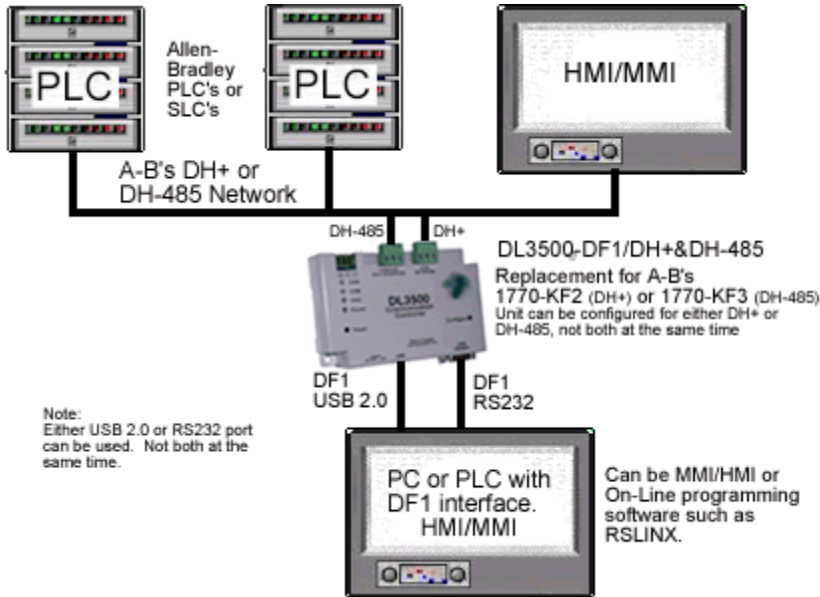 PLC
Allen-
Bradley
PLC's or
SLC's
PLC
HMI/MMI
A-B's DH+ or
DH-485 Network
DH-485
DH+
DL3500-DF1/DH+&DH-485
Replacement for A-B's
1770-KF2 (DH+) or 1770-KF3 (DH-485)
Unit can be configured for either DH+ or
DH-485, not both at the same time
DL3500
DF1
USB 2.0
DF1
RS232
Note:
Either USB 2.0 or RS232 port
can be used. Not both at the
same time.
PC or PLC with
DF1 interface.
HMI/MMI
Can be MMI/HMI or
On-Line programming
software such as
RSLINX.